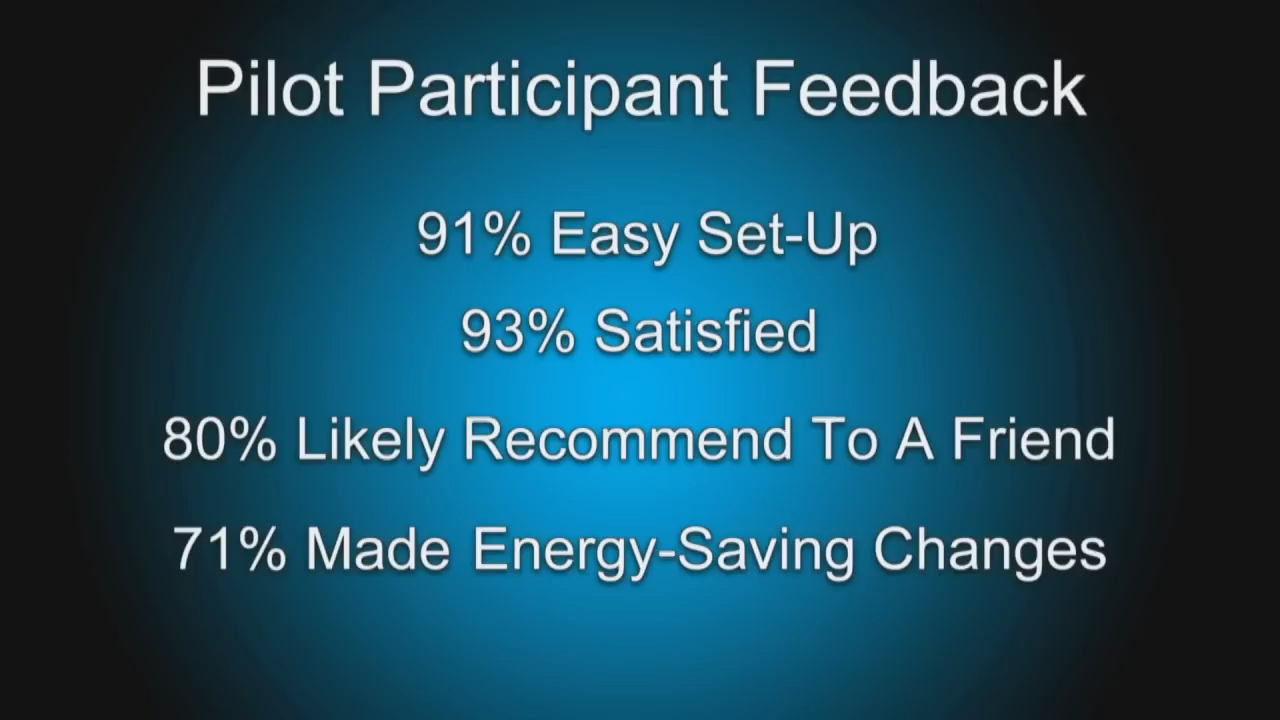 Pilot Participant Feedback
91% Easy Set-Up
93% Satisfied
80% Likely Recommend To A Friend
71% Made Energy-Saving Changes